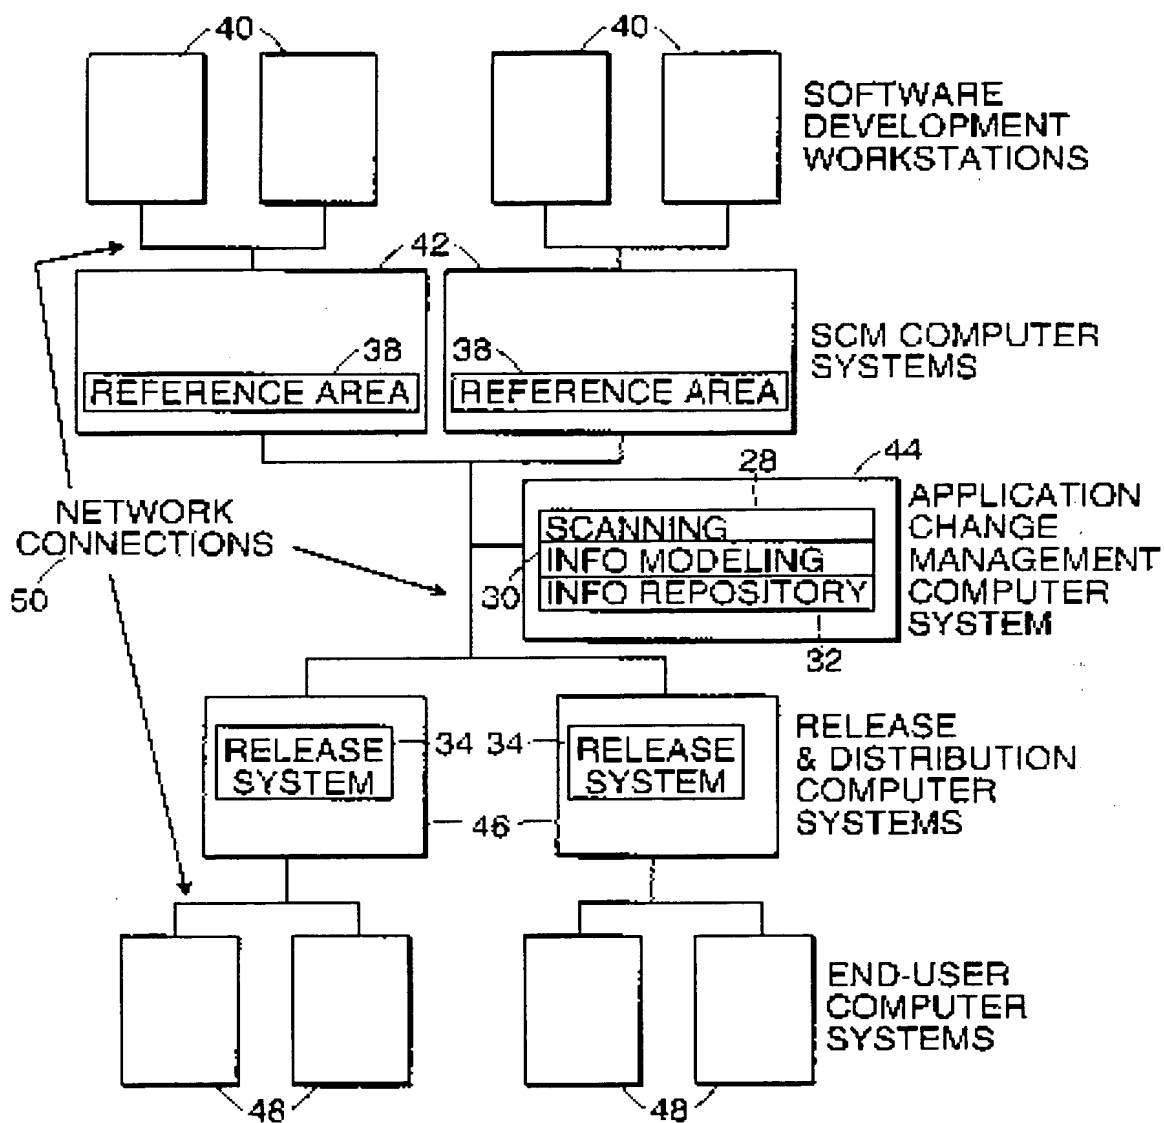 40
40
SOFTWARE
DEVELOPMENT
WORKSTATIONS
42
SCM COMPUTER
SYSTEMS
38
38
REFERENCE AREA
REFERENCE AREA
28
44
APPLICATION
CHANGE
MANAGEMENT
COMPUTER
SYSTEM
NETWORK
CONNECTIONS
50
SCANNING
INFO MODELING
30
INFO REPOSITORY
32
RELEASE
SYSTEM
34
34
RELEASE
SYSTEM
RELEASE
& DISTRIBUTION
COMPUTER
SYSTEMS
46
END-USER
COMPUTER
SYSTEMS
48
48